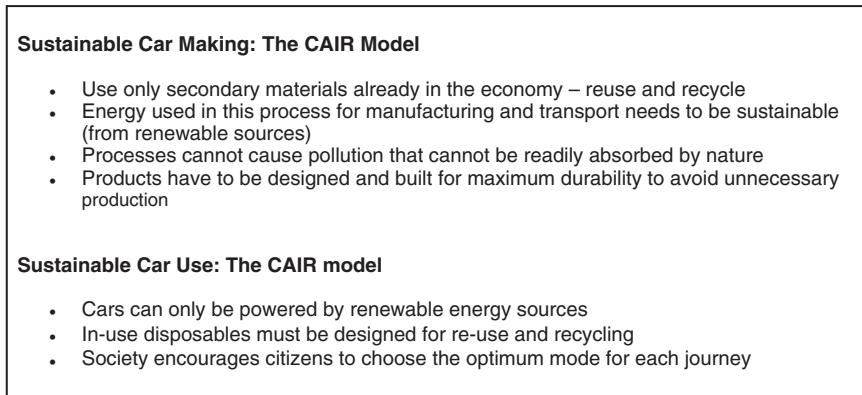 Sustainable Car Making: The CAIR Model
• Use only secondary materials already in the economy – reuse and recycle
• Energy used in this process for manufacturing and transport needs to be sustainable
(from renewable sources)
• Processes cannot cause pollution that cannot be readily absorbed by nature
• Products have to be designed and built for maximum durability to avoid unnecessary
production
Sustainable Car Use: The CAIR model
• Cars can only be powered by renewable energy sources
• In-use disposables must be designed for re-use and recycling
• Society encourages citizens to choose the optimum mode for each journey